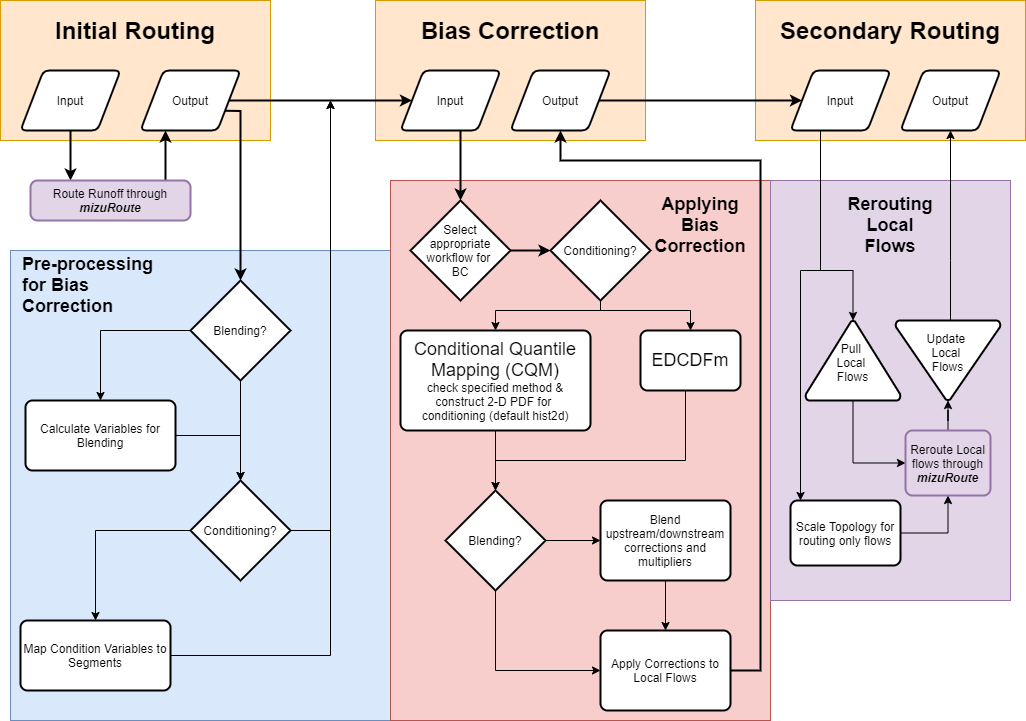 Initial Routing
Bias Correction
Secondary Routing
Input
Output
Input
Output
Input
Output
Route Runoff through
mizuRoute
Pre-processing
for Bias
Correction
Blending?
Calculate Variables for
Blending
Conditioning?
Map Condition Variables to
Segments
Applying
Bias
Correction
Select
appropriate
workflow for
BC
Conditioning?
Conditional Quantile
Mapping (CQM)
check specified method &
construct 2-D PDF for
conditioning (default hist2d)
EDCDFm
Blending?
Blend
upstream/downstream
corrections and
multipliers
Apply Corrections to
Local Flows
Rerouting
Local
Flows
Pull
Local
Flows
Update
Local
Flows
Reroute Local
flows through
mizuRoute
Scale Topology for
routing only flows